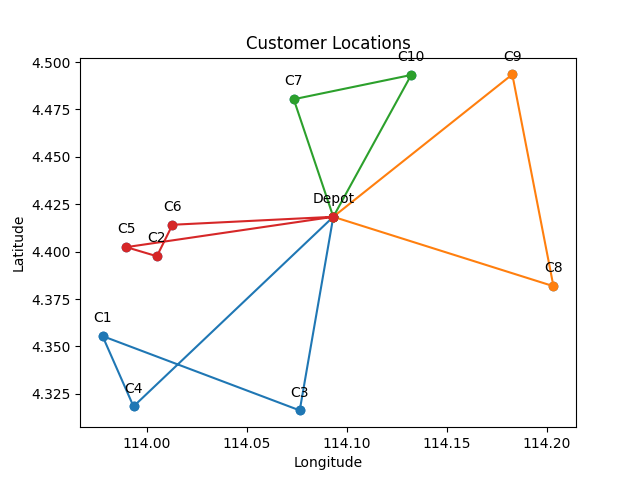 Customer Locations
4.500
4.475
4.450
4.425
4.400
4.375
4.350
4.325
Latitude
C10
C9
C7
Depot
C6
C5
C2
C8
C1
C4
C3
114.00 114.05 114.10 114.15 114.20
Longitude